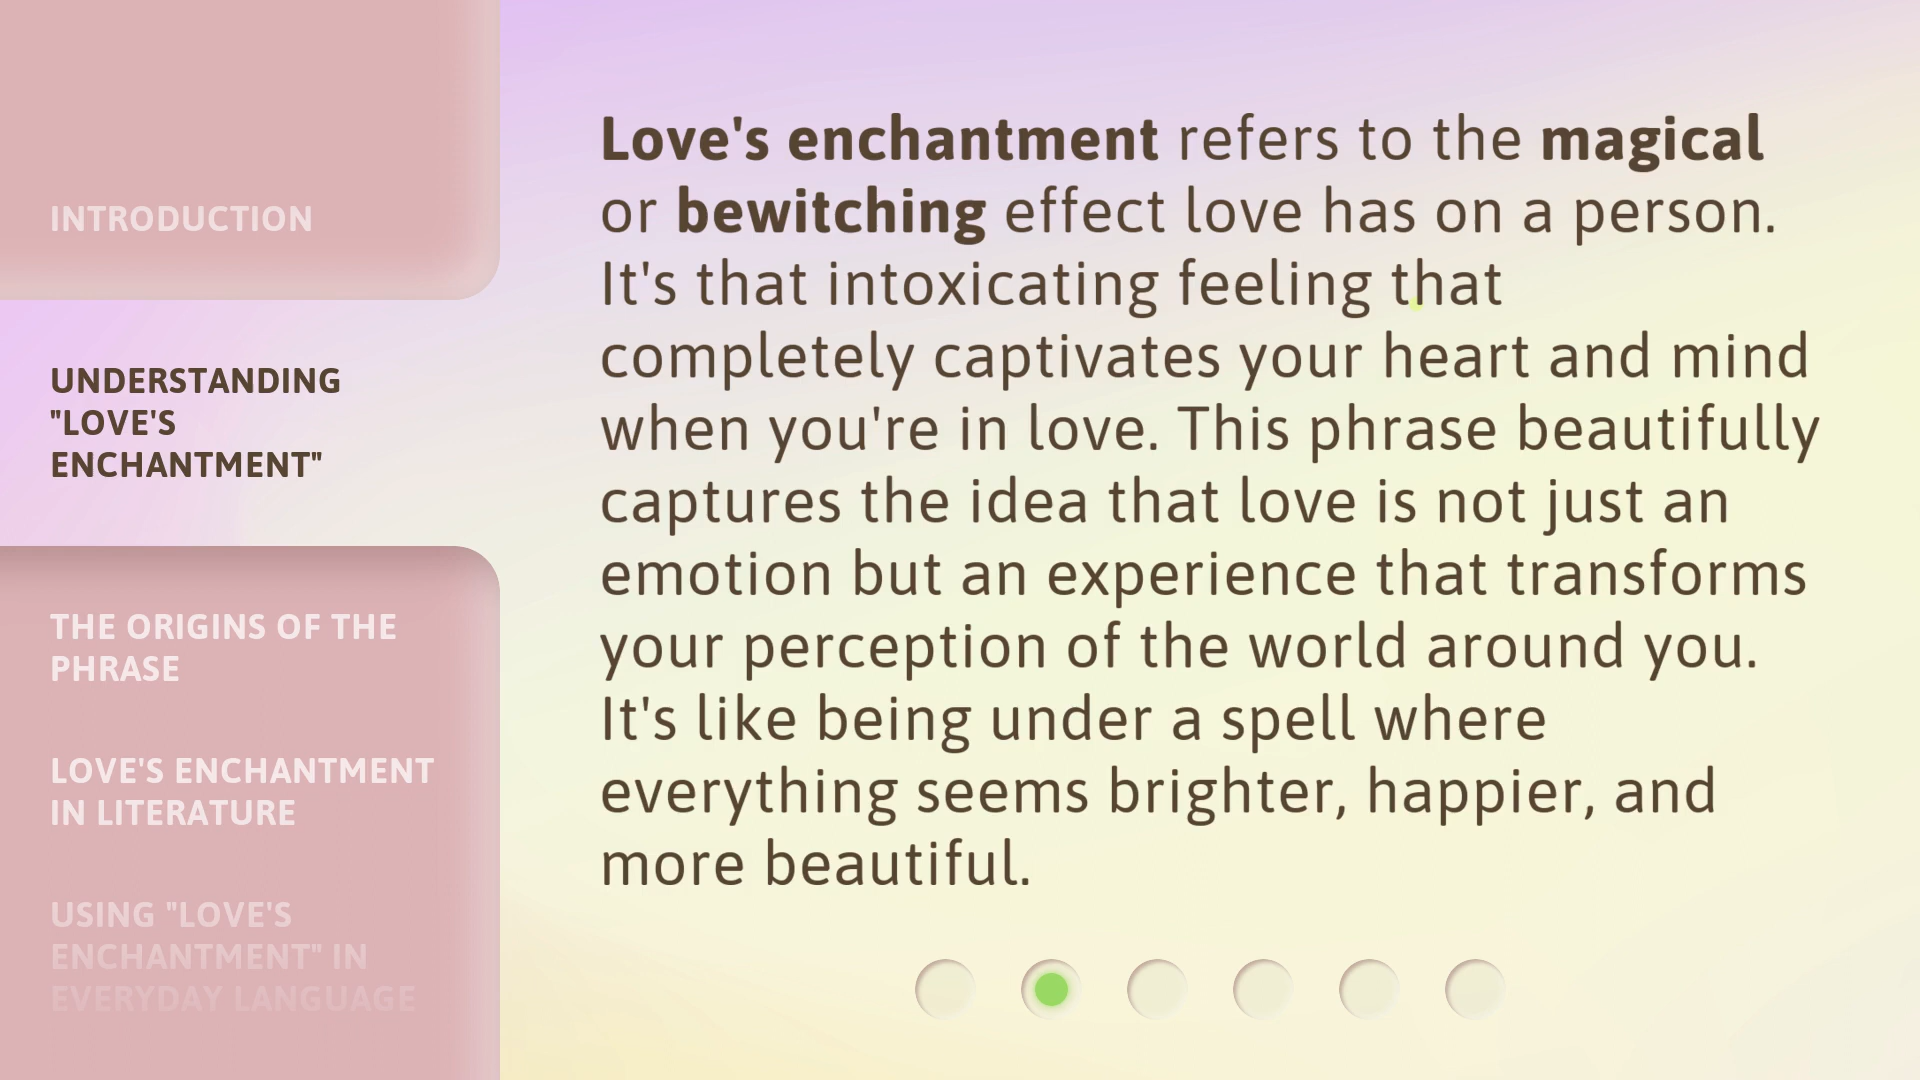 INTRODUCTION
UNDERSTANDING
"LOVE'S
ENCHANTMENT"
THE ORIGINS OF THE
PHRASE
LOVE'S ENCHANTMENT
IN LITERATURE
USING "LOVE'S
ENCHANTMENT" IN
EVERYDAY LANGUAGE
Love's enchantment refers to the magical
or bewitching effect love has on a person.
It's that intoxicating feeling that
completely captivates your heart and mind
when you're in love. This phrase beautifully
captures the idea that love is not just an
emotion but an experience that transforms
your perception of the world around you.
It's like being under a spell where
everything seems brighter, happier, and
more beautiful.